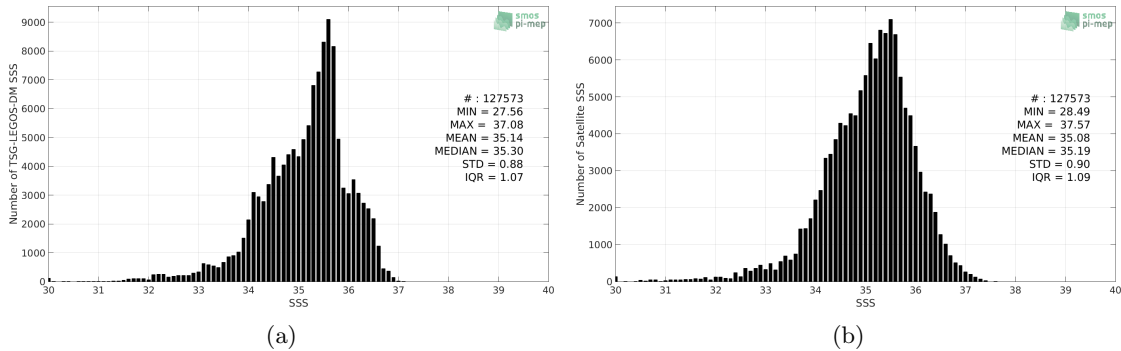 smos
pi-mep
9000
8000
7000
6000
5000
4000
3000
2000
1000
0
Number of TSG-LEGOS-DM SSS
# : 127573
MIN = 27.56
MAX = 37.08
MEAN = 35.14
MEDIAN = 35.30
STD = 0.88
IQR = 1.07
30 31 32 33 34 35 36 37 38 39 40
SSS
(a)
smos
pi-mep
7000
6000
5000
4000
3000
2000
1000
0
Number of Satellite SSS
# : 127573
MIN = 28.49
MAX = 37.57
MEAN = 35.08
MEDIAN = 35.19
STD = 0.90
IQR = 1.09
30 31 32 33 34 35 36 37 38 39 40
SSS
(b)